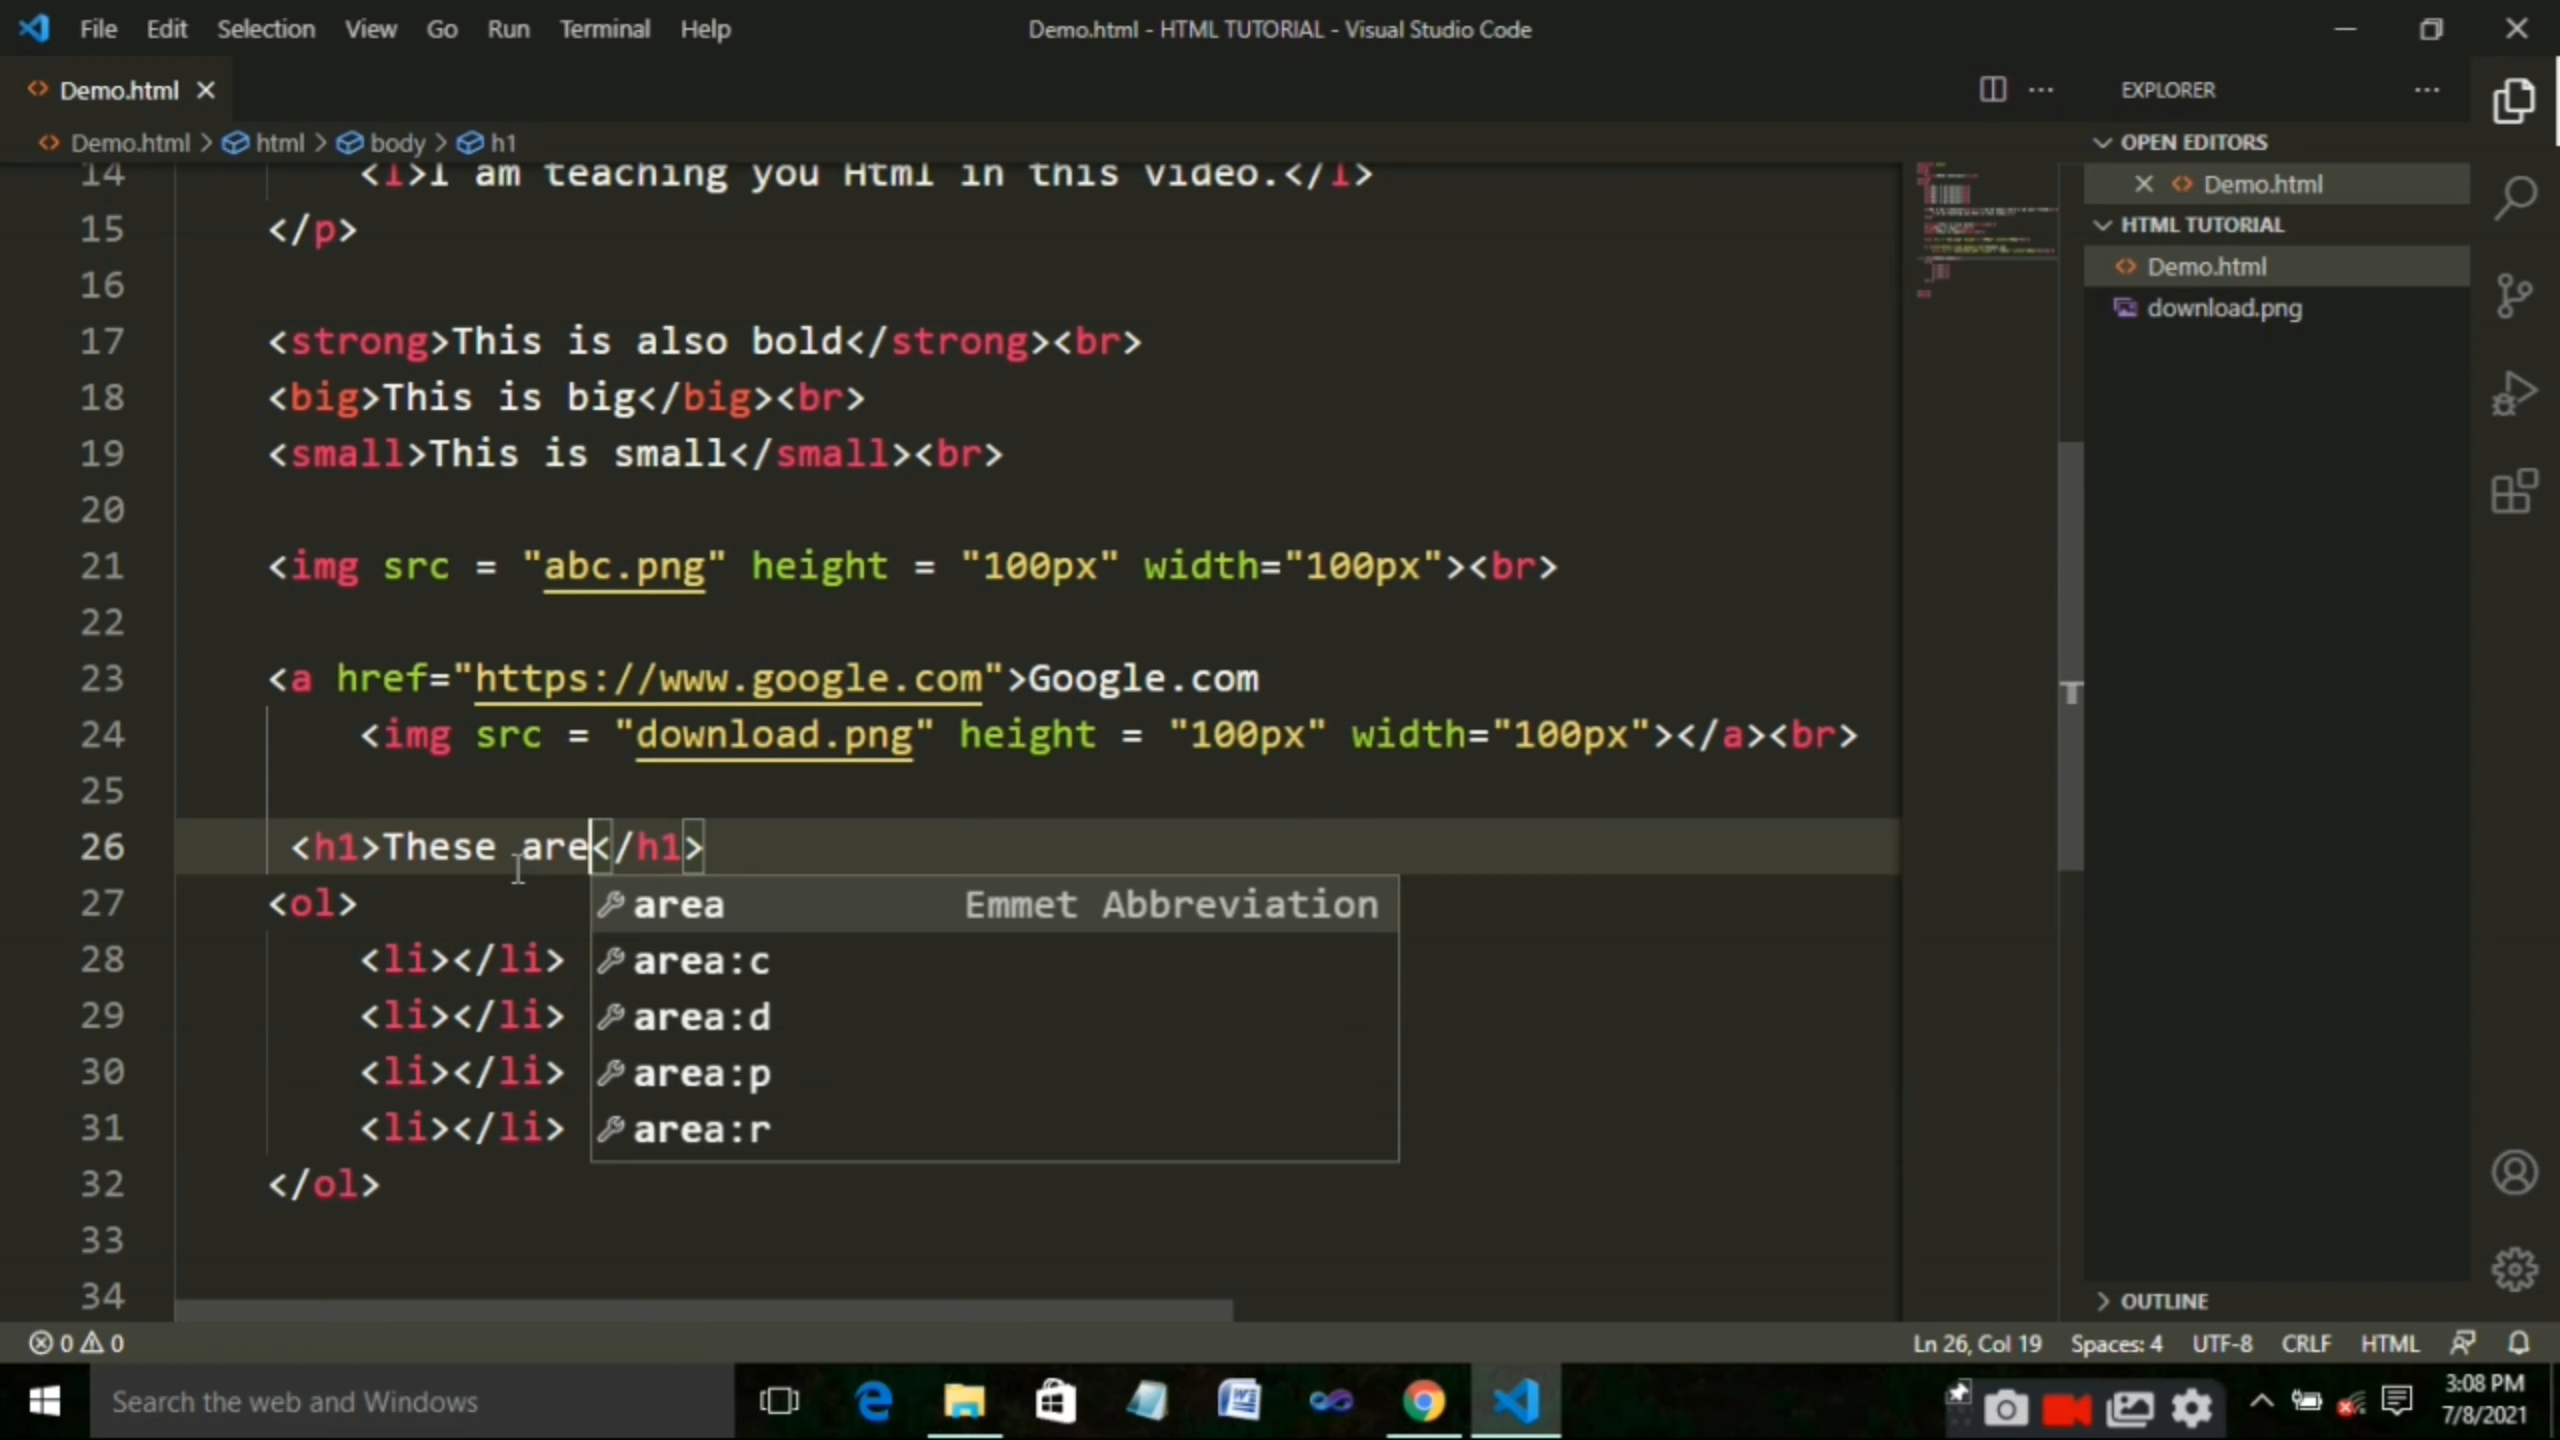 File Edit Selection View Go Run Terminal Help
Demo.html - HTML TUTORIAL - Visual Studio Code
Demo.html
EXPLORER
Demo.html > html > body > h1
OPEN EDITORS
Demo.html
HTML TUTORIAL
Demo.html
download.png
14 <I>I am teaching you Html in this video.</I>
15 </p>
16
17 <strong>This is also bold</strong><br>
18 <big>This is big</big><br>
19 <small>This is small</small><br>
20
21 <img src = "abc.png" height = "100px" width="100px"><br>
22
23 <a href="https://www.google.com">Google.com
24 <img src = "download.png" height = "100px" width="100px"></a><br>
25
26 <h1>These are</h1>
27 <ol>
28 <li></li>
29 <li></li>
30 <li></li>
31 <li></li>
32 </ol>
33
34
area Emmet Abbreviation
area:c
area:d
area:p
area:r
OUTLINE
0 0
Ln 26, Col 19 Spaces: 4 UTF-8 CRLF HTML
Search the web and Windows
3:08 PM
7/8/2021